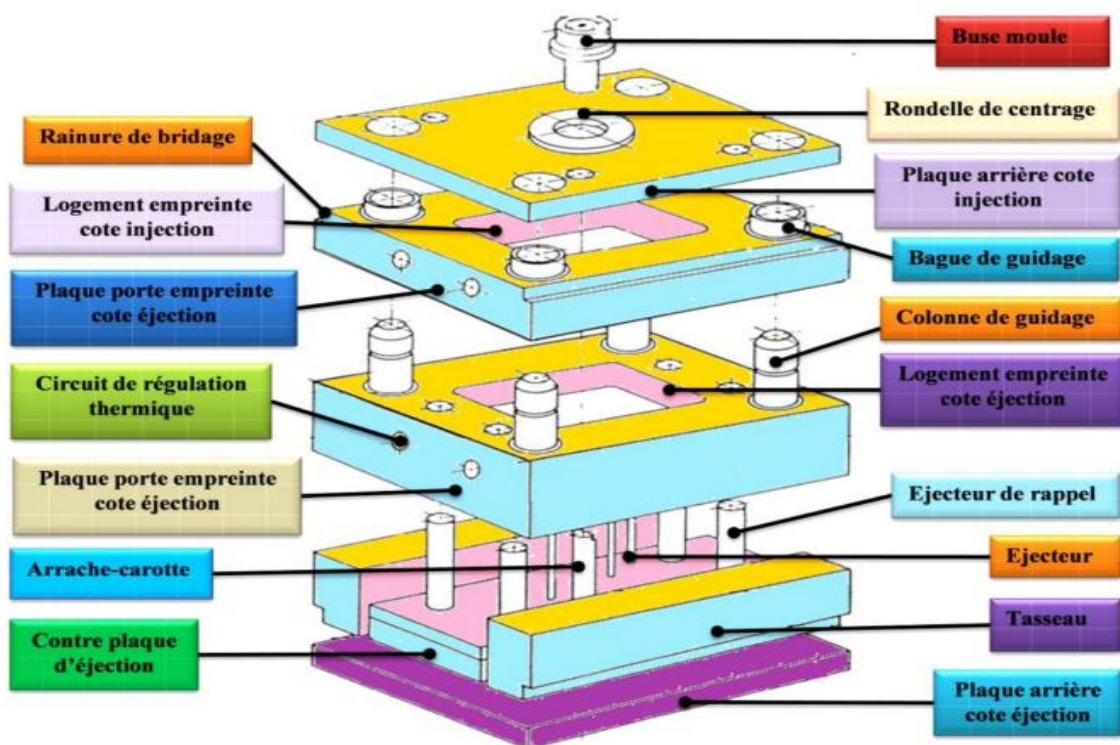 Buse moule
Rondelle de centrage
Rainure de bridage
Plaque arrière cote
injection
Logement empreinte
cote injection
Bague de guidage
Plaque porte empreinte
cote éjection
Colonne de guidage
Circuit de régulation
thermique
Logement empreinte
cote éjection
Plaque porte empreinte
cote éjection
Ejecteur de rappel
Arrache-carotte
Ejecteur
Contre plaque
d'éjection
Tasseau
Plaque arrière
cote éjection